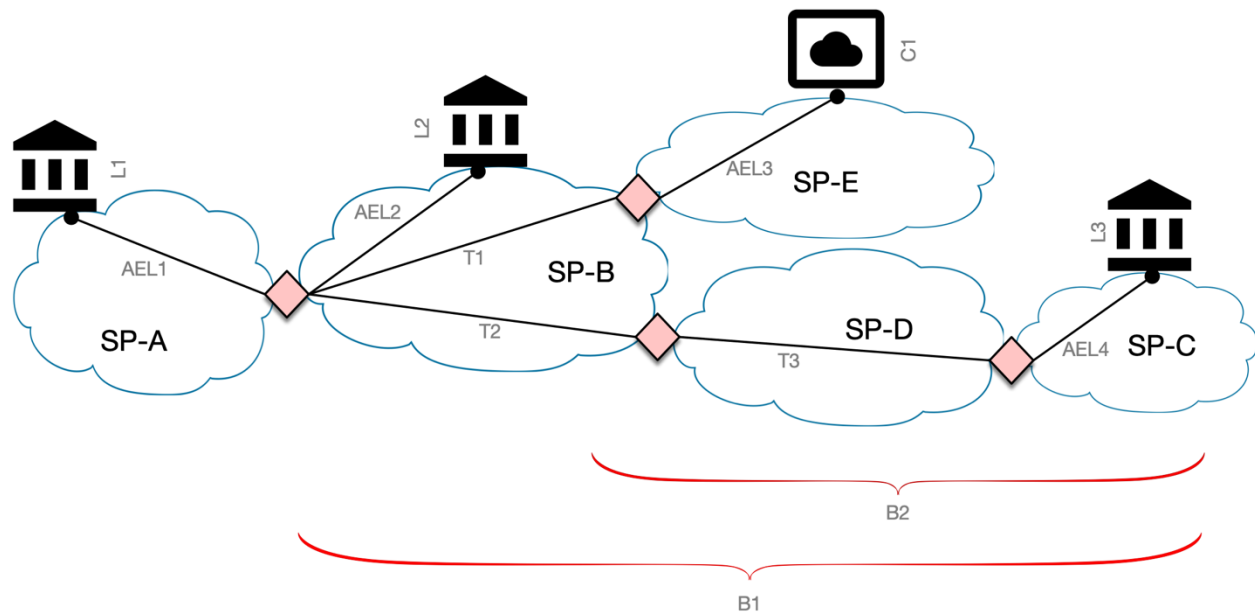 C1
L2
L1
AEL3
SP-E
AEL2
L3
T1
AEL1
SP-B
SP-A
T2
SP-D
T3
AEL4
SP-C
B2
B1